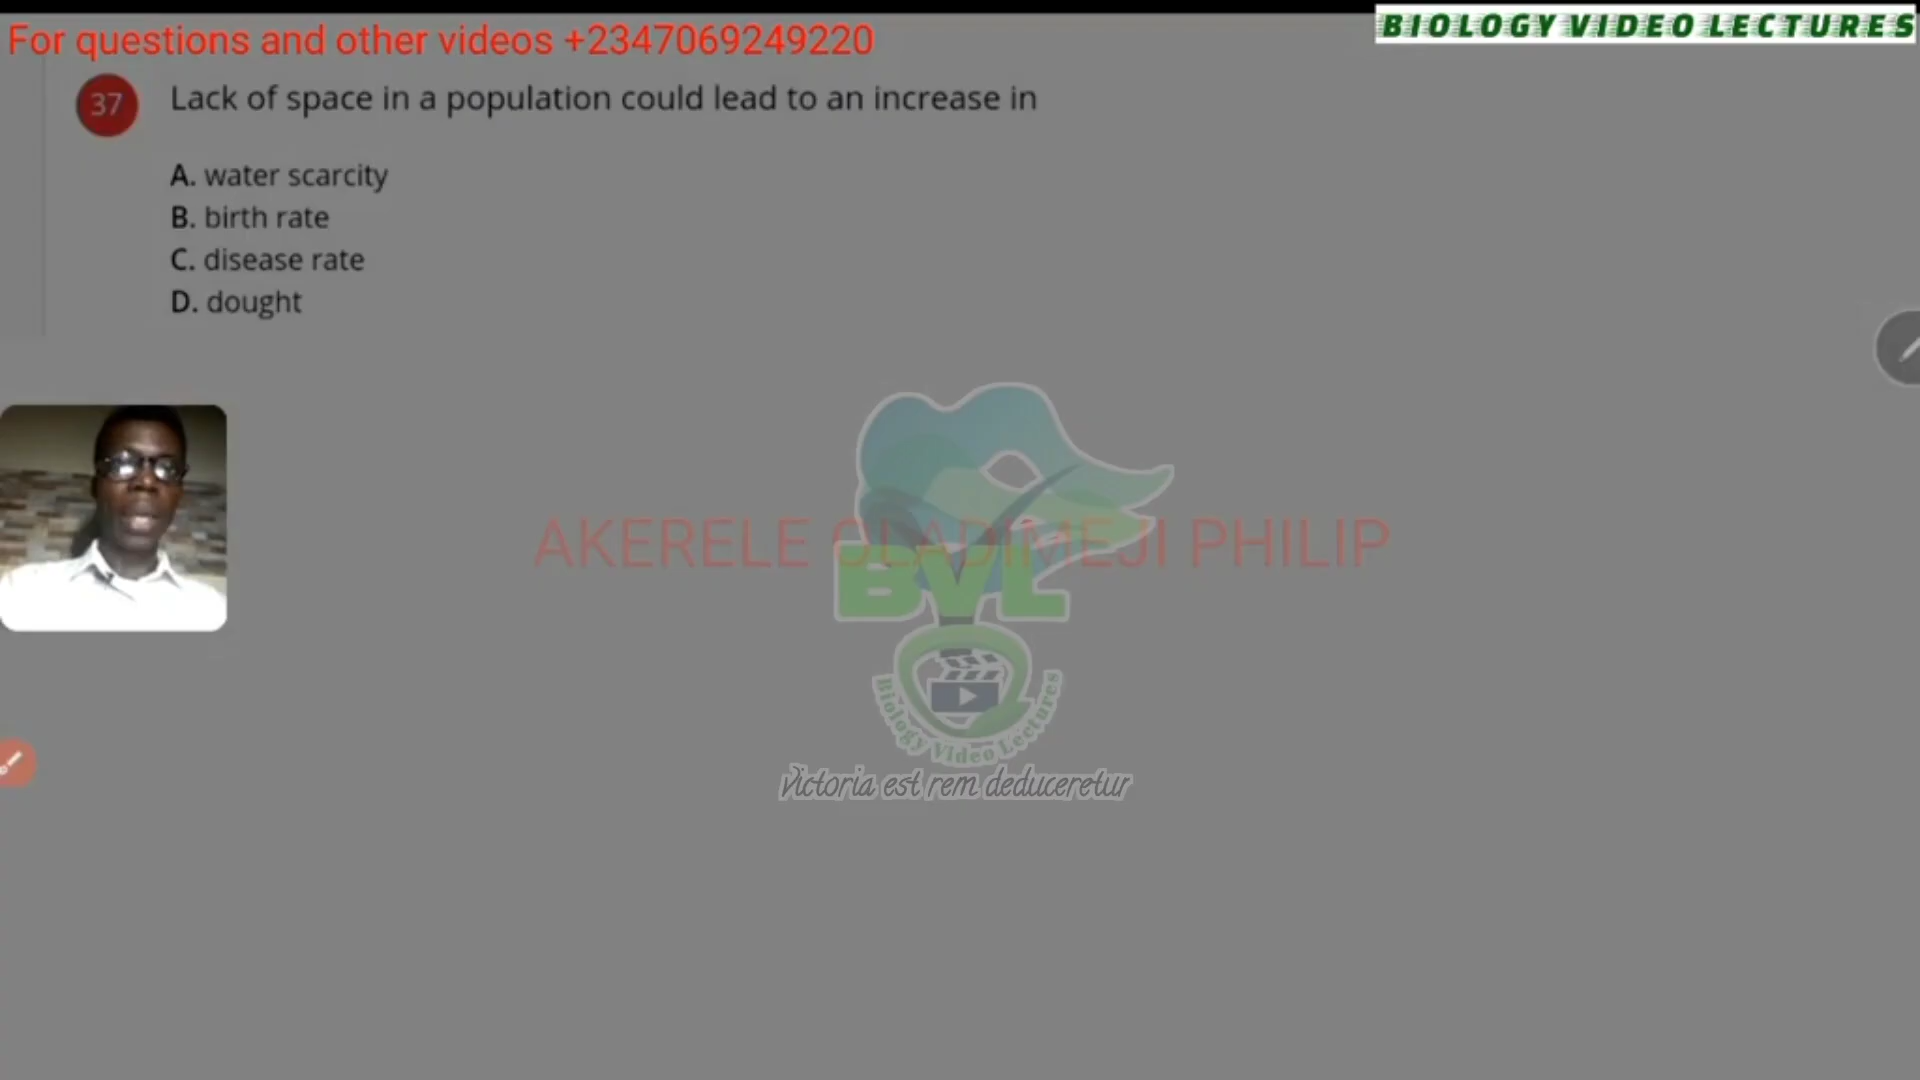 For questions and other videos +2347069249220
BIOLOGY VIDEO LECTURES
37
Lack of space in a population could lead to an increase in
A. water scarcity
B. birth rate
C. disease rate
D. dought
AKERELE OLADIMEJI PHILIP
BVL
Biology Video Lectures
Victoria est rem deduceretur